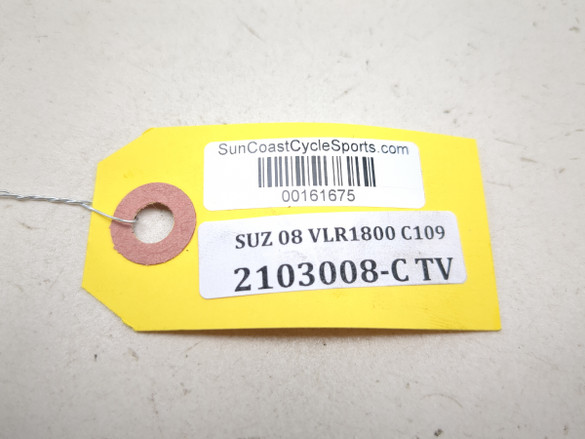 SunCoastCycleSports.com
00161675
SUZ 08 VLR1800 C109
2103008-C TV